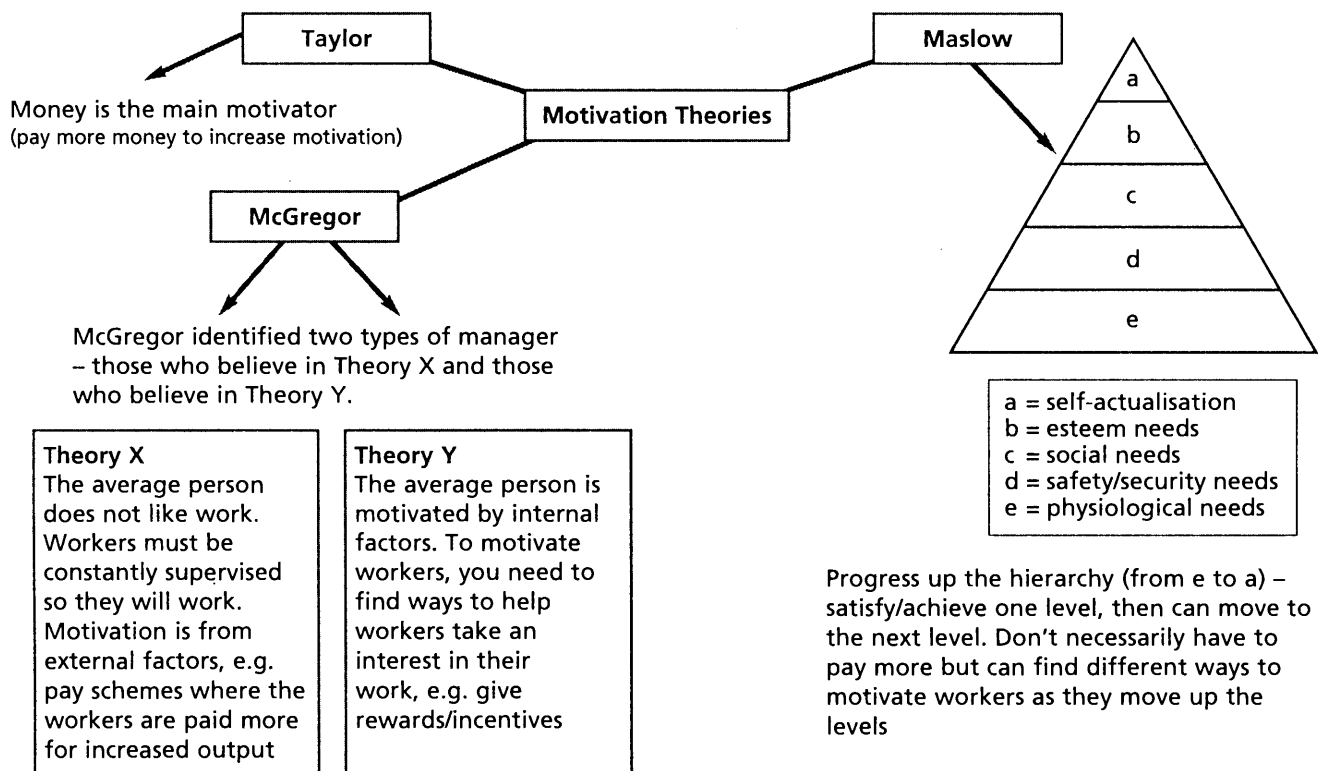 Taylor
Maslow
Motivation Theories
Money is the main motivator
(pay more money to increase motivation)
McGregor
McGregor identified two types of manager
– those who believe in Theory X and those
who believe in Theory Y.
Theory X
The average person
does not like work.
Workers must be
constantly supervised
so they will work.
Motivation is from
external factors, e.g.
pay schemes where the
workers are paid more
for increased output
Theory Y
The average person is
motivated by internal
factors. To motivate
workers, you need to
find ways to help
workers take an
interest in their
work, e.g. give
rewards/incentives
a
b
c
d
e
a = self-actualisation
b = esteem needs
c = social needs
d = safety/security needs
e = physiological needs
Progress up the hierarchy (from e to a) –
satisfy/achieve one level, then can move to
the next level. Don't necessarily have to
pay more but can find different ways to
motivate workers as they move up the
levels